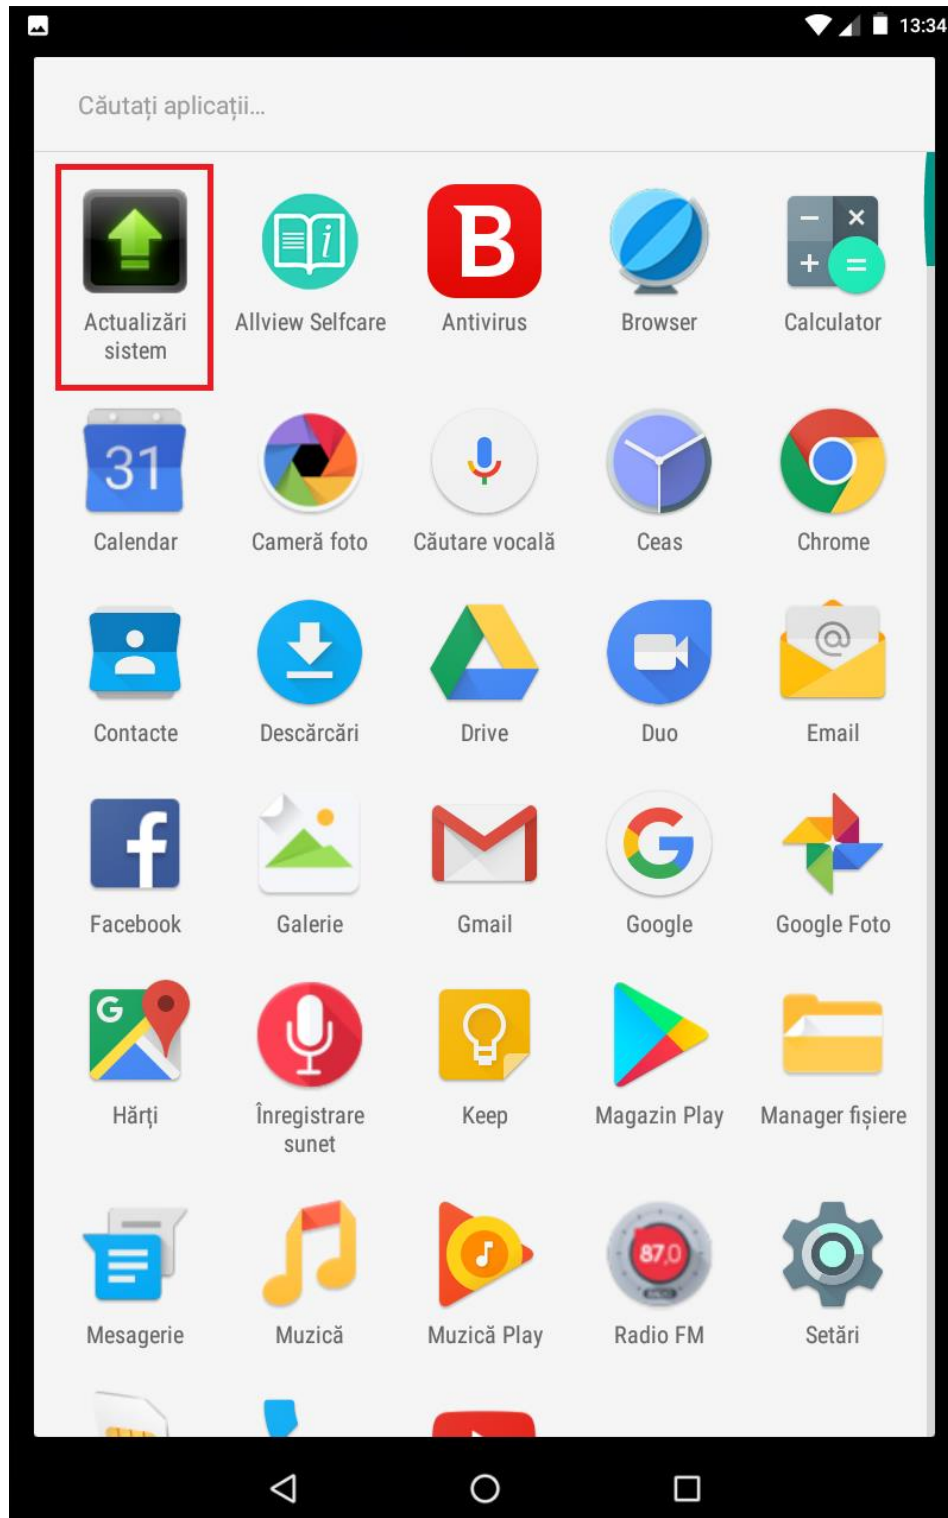 13:34
Căutați aplicații...
B
Actualizări
sistem
Allview Selfcare
Antivirus
Browser
Calculator
31
Calendar
Cameră foto
Căutare vocală
Ceas
Chrome
@
Contacte
Descărcări
Drive
Duo
Email
f
G
Facebook
Galerie
Gmail
Google
Google Foto
G
Hărți
Înregistrare
sunet
Keep
Magazin Play
Manager fișiere
87,0
Mesagerie
Muzică
Muzică Play
Radio FM
Setări